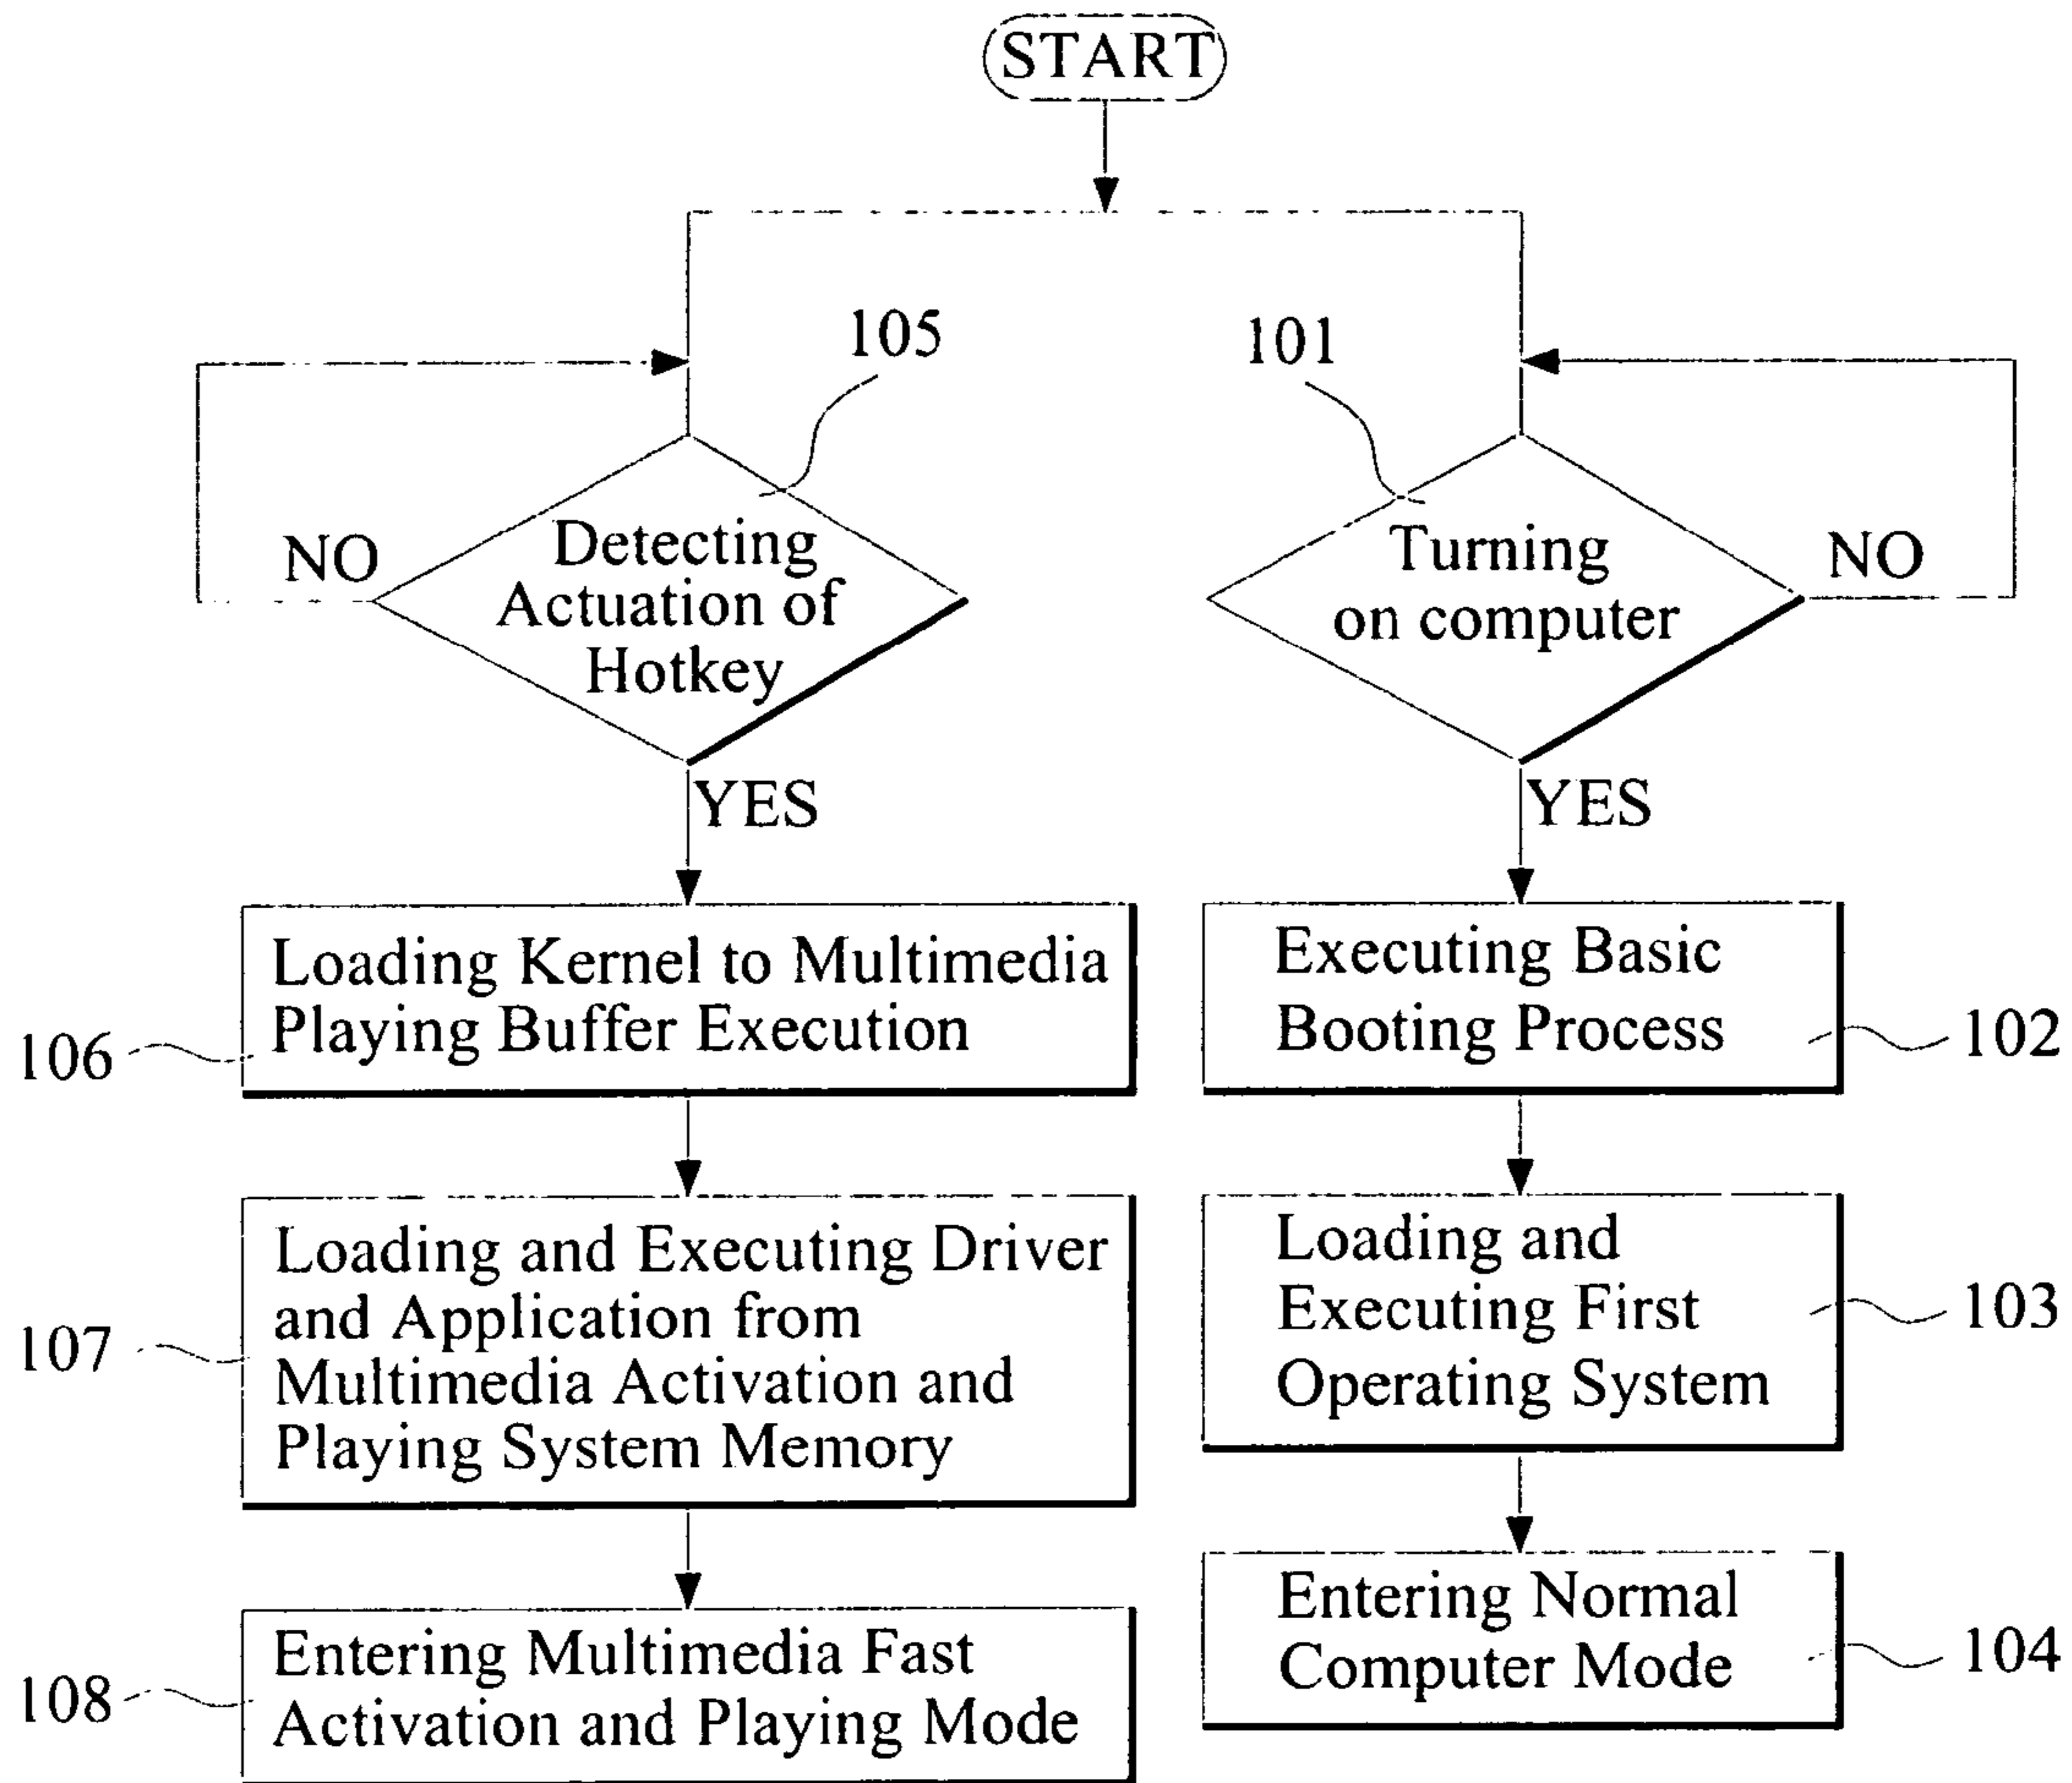 START
105
101
NO
Detecting
Actuation of
Hotkey
YES
Turning
on computer
NO
YES
Loading Kernel to Multimedia
Playing Buffer Execution
106
Executing Basic
Booting Process
102
Loading and Executing Driver
and Application from
Multimedia Activation and
Playing System Memory
107
Loading and
Executing First
Operating System
103
Entering Multimedia Fast
Activation and Playing Mode
108
Entering Normal
Computer Mode
104